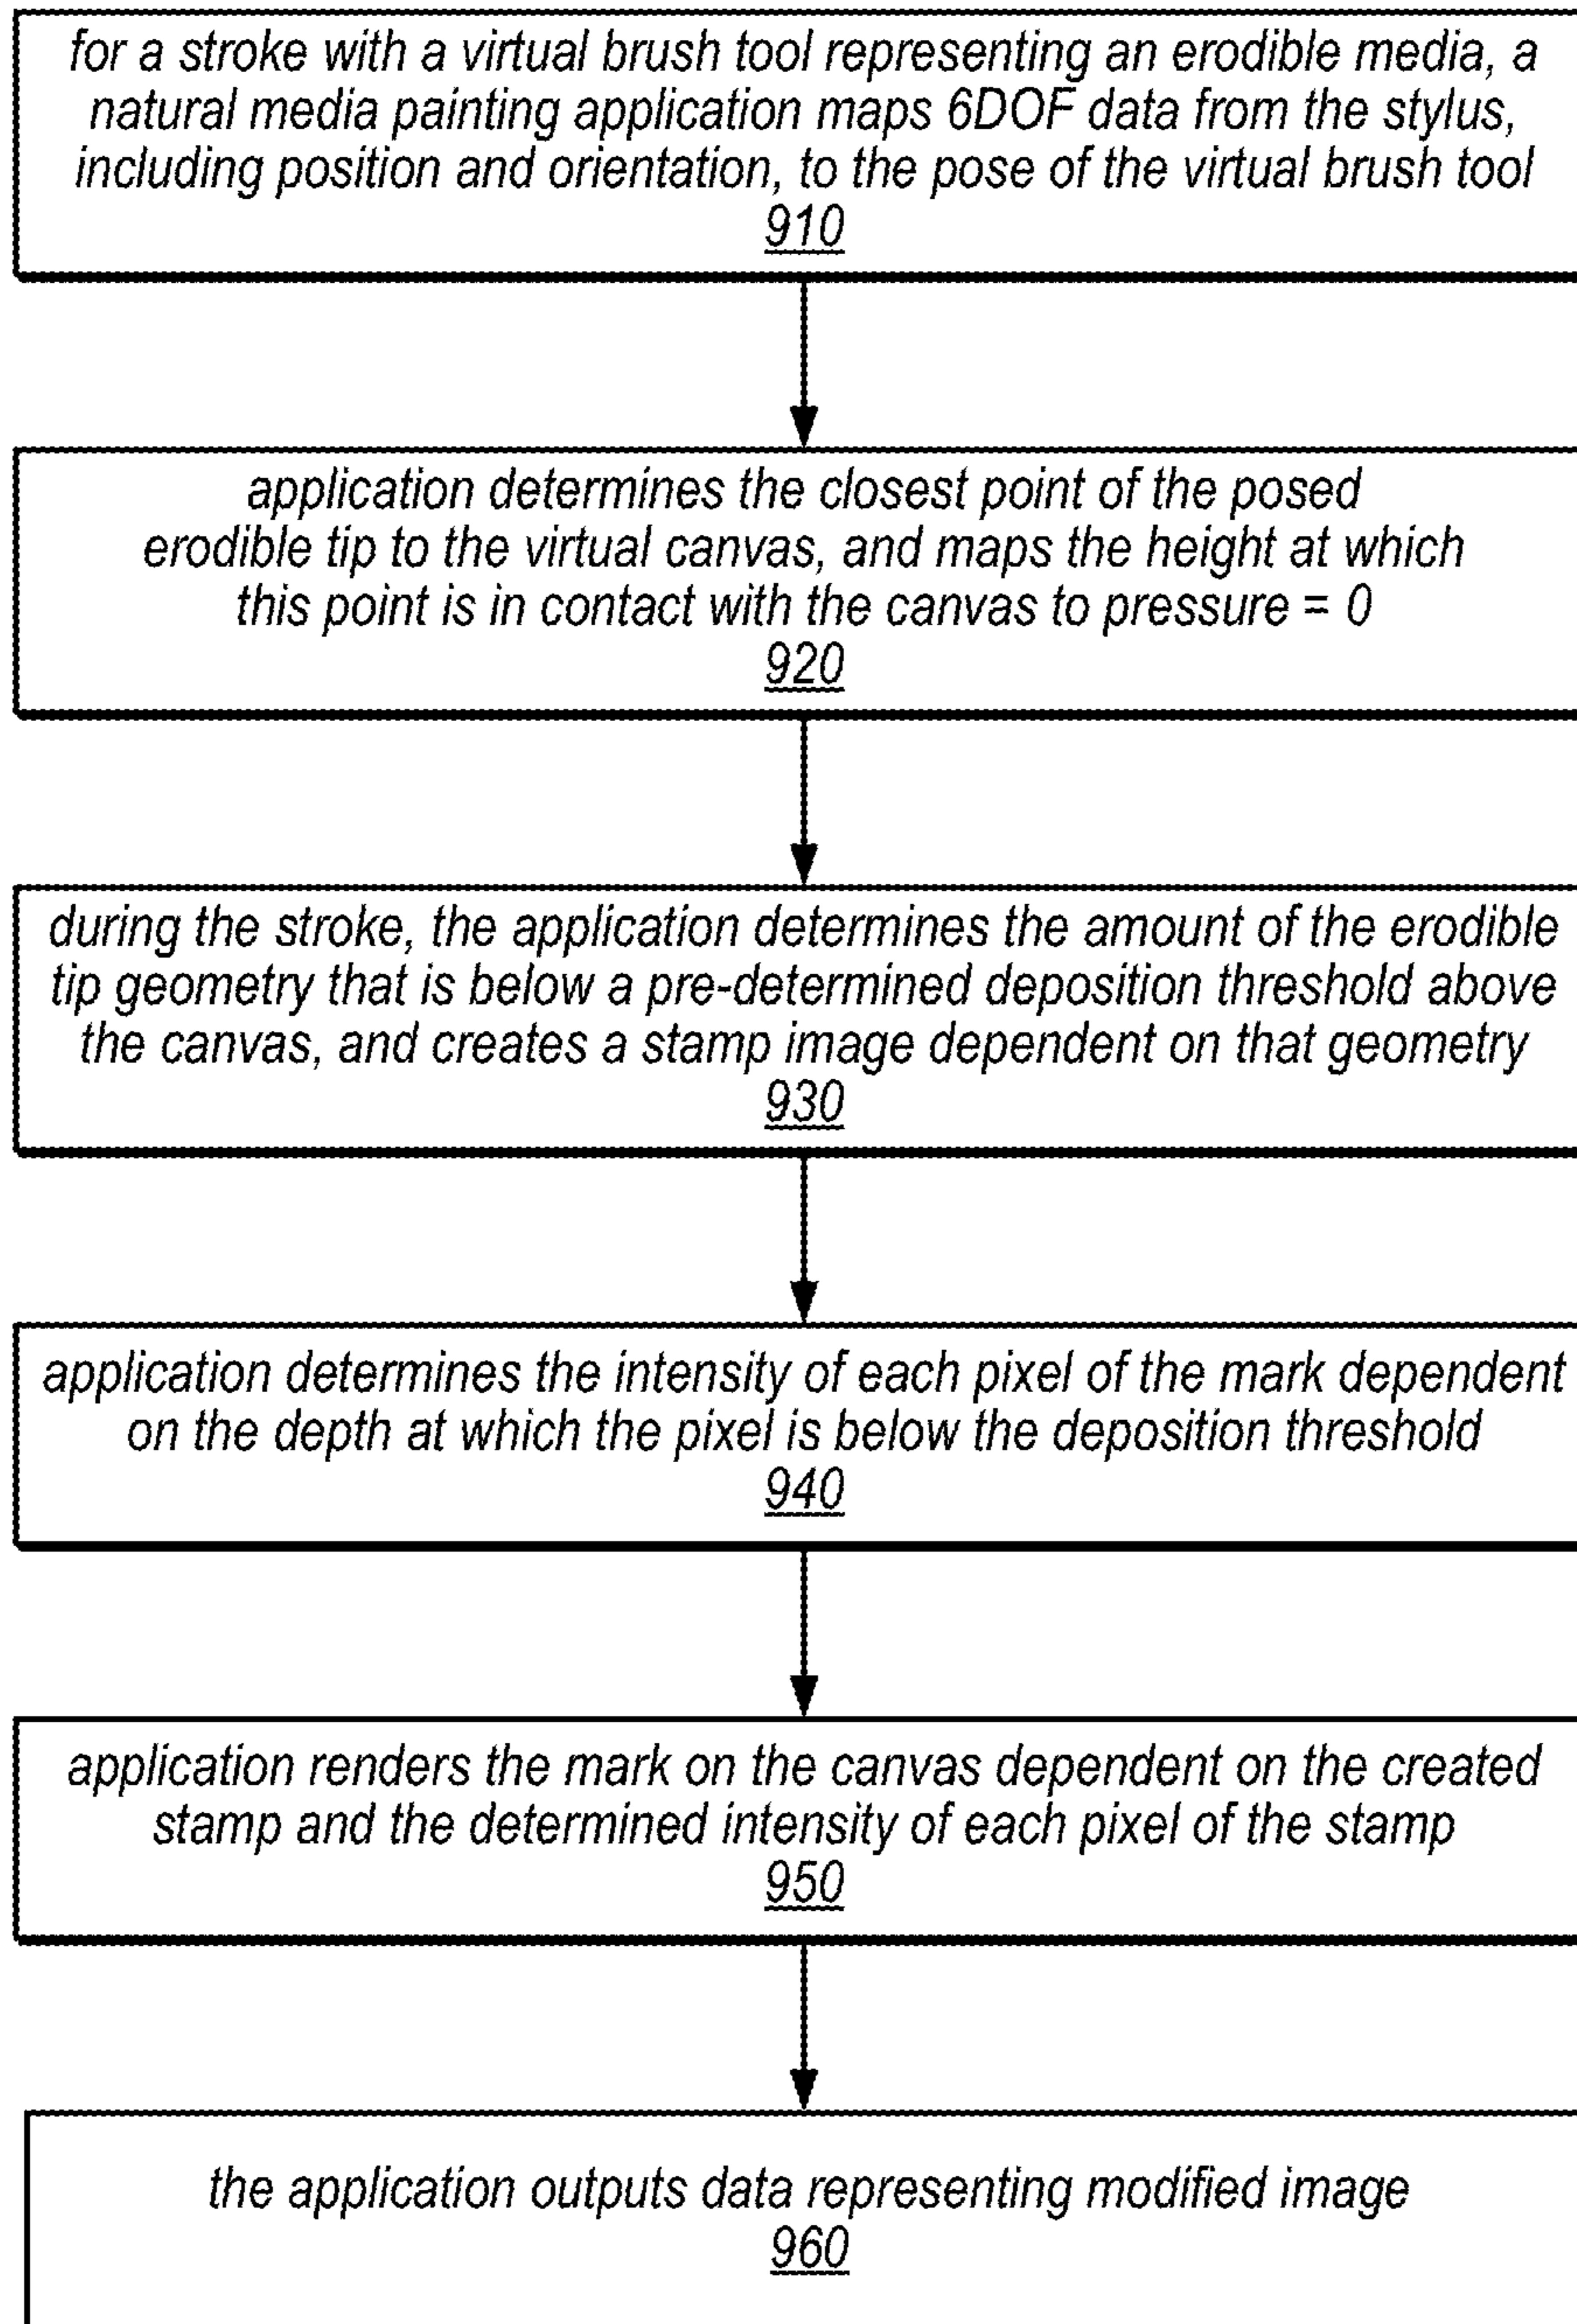 for a stroke with a virtual brush tool representing an erodible media, a
natural media painting application maps 6DOF data from the stylus,
including position and orientation, to the pose of the virtual brush tool
910
application determines the closest point of the posed
erodible tip to the virtual canvas, and maps the height at which
this point is in contact with the canvas to pressure = 0
920
during the stroke, the application determines the amount of the erodible
tip geometry that is below a pre-determined deposition threshold above
the canvas, and creates a stamp image dependent on that geometry
930
application determines the intensity of each pixel of the mark dependent
on the depth at which the pixel is below the deposition threshold
940
application renders the mark on the canvas dependent on the created
stamp and the determined intensity of each pixel of the stamp
950
the application outputs data representing modified image
960